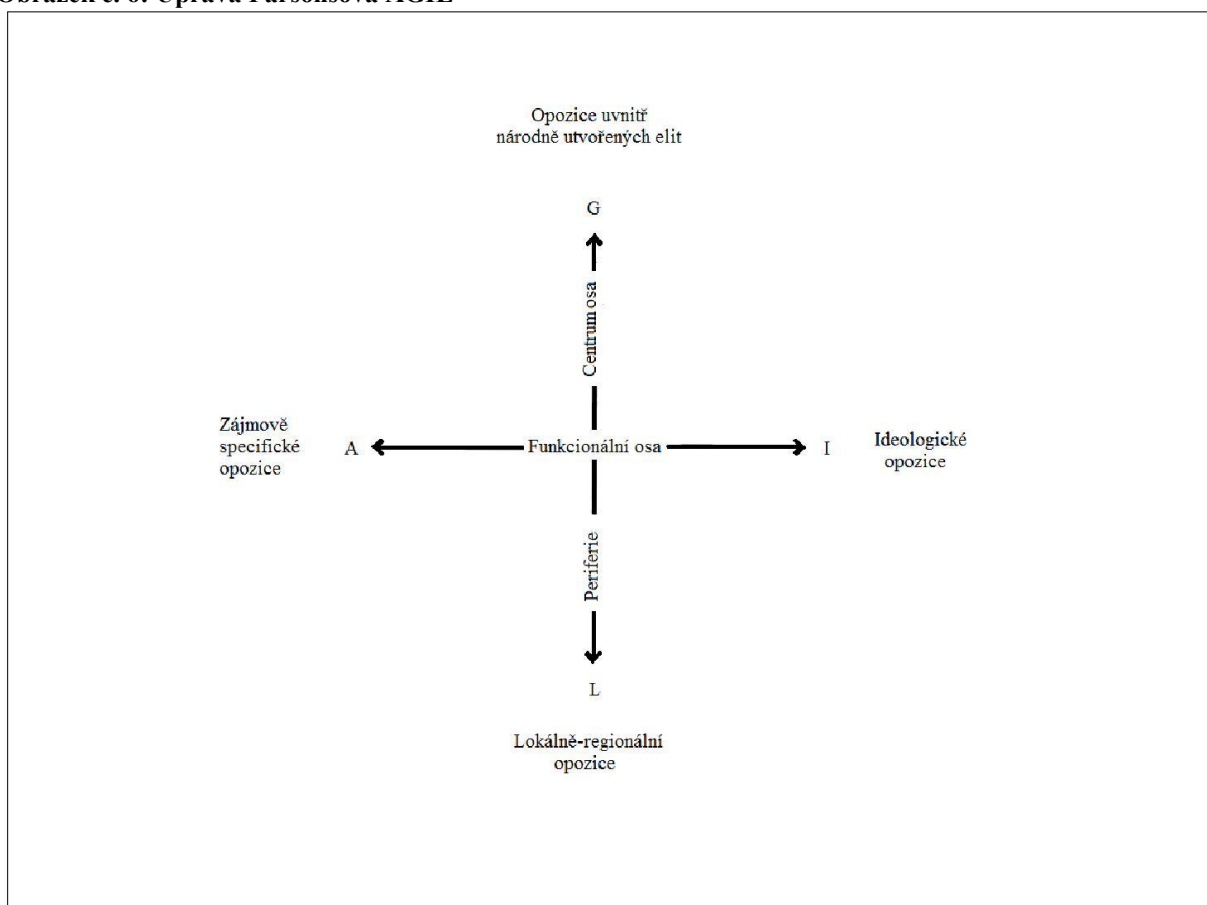 Obrázek č. 6: Úprava Parsonsova AGIL
Opozice uvnitř
národně utvořených elit
G
Centrum osa
Zájmově
specifické
opozice
A
Funkcionální osa
I
Ideologické
opozice
Periferie
L
Lokálně-regionální
opozice